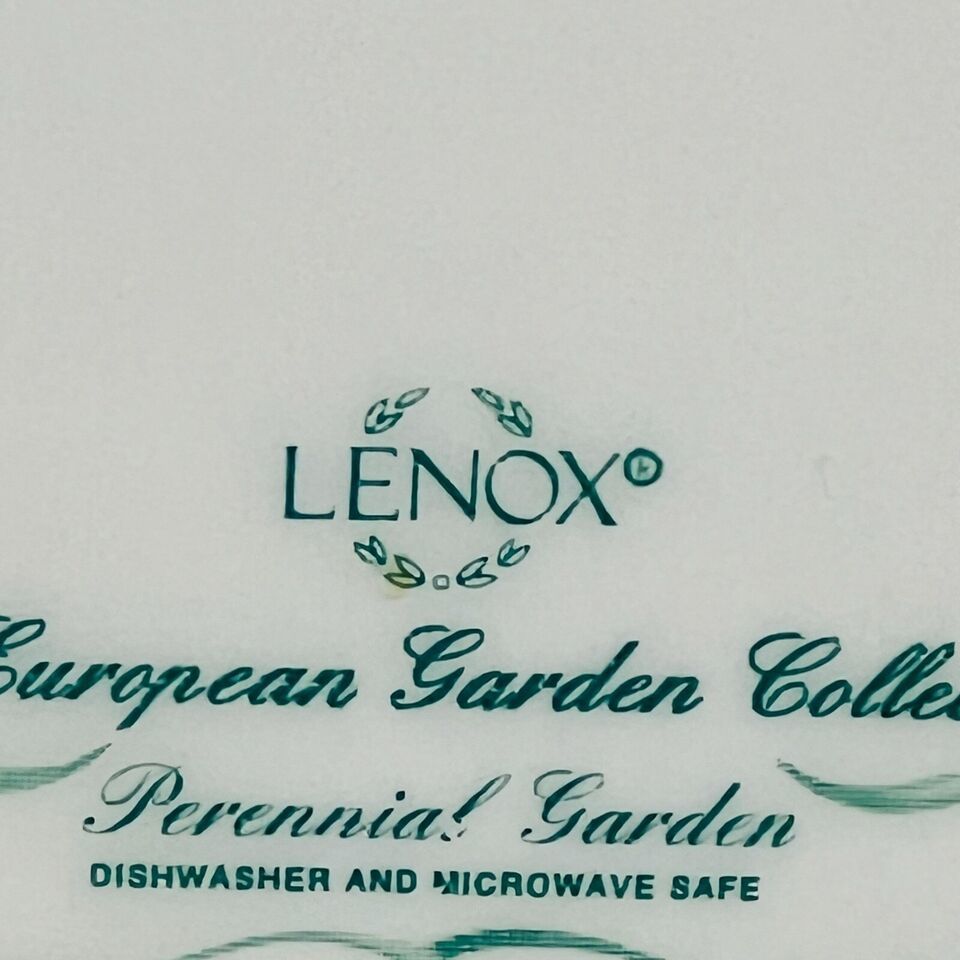 LENOX®
European Garden Collec
Perennial Garden
DISHWASHER AND MICROWAVE SAFE